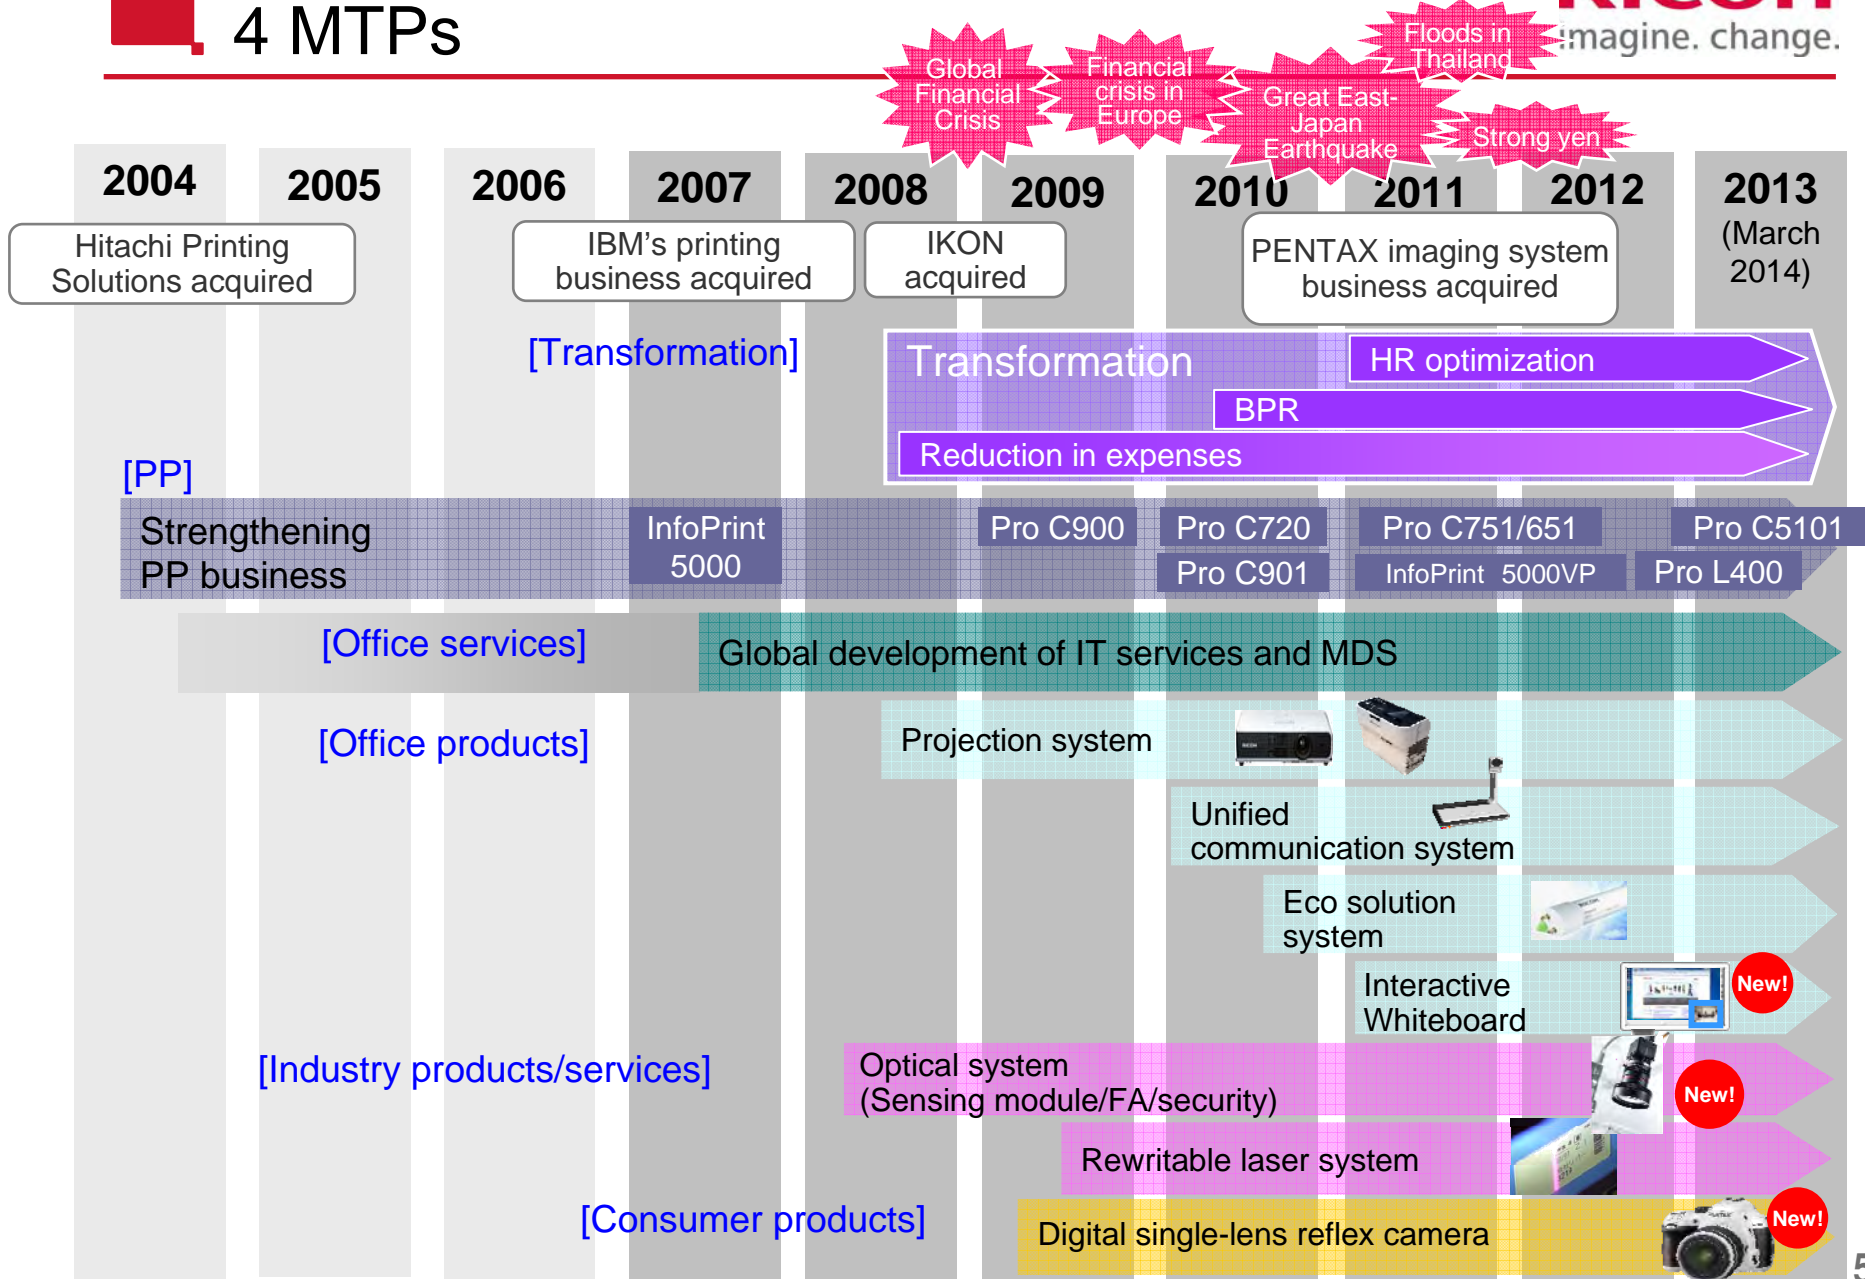 4 MTPs
RICOH
imagine. change.
Global
Financial
Crisis
Financial
crisis in
Europe
Great East-
Japan
Earthquake
Floods in
Thailand
Strong yen
2004
2005
2006
2007
2008
2009
2010
2011
2012
2013
(March
2014)
Hitachi Printing
Solutions acquired
IBM's printing
business acquired
IKON
acquired
PENTAX imaging system
business acquired
[Transformation]
Transformation
HR optimization
BPR
Reduction in expenses
[PP]
Strengthening
PP business
InfoPrint
5000
Pro C900
Pro C720
Pro C901
Pro C751/651
InfoPrint 5000VP
Pro C5101
Pro L400
[Office services]
Global development of IT services and MDS
[Office products]
Projection system
Unified
communication system
Eco solution
system
Interactive
Whiteboard
New!
[Industry products/services]
Optical system
(Sensing module/FA/security)
New!
Rewritable laser system
[Consumer products]
Digital single-lens reflex camera
New!
5